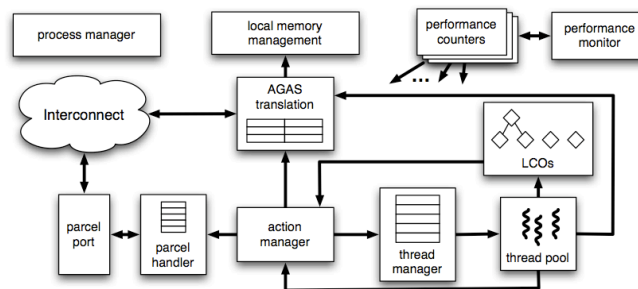 process manager
local memory
management
performance
counters
performance
monitor
...
AGAS
translation
Interconnect
LCOs
parcel
port
parcel
handler
action
manager
thread
manager
thread pool